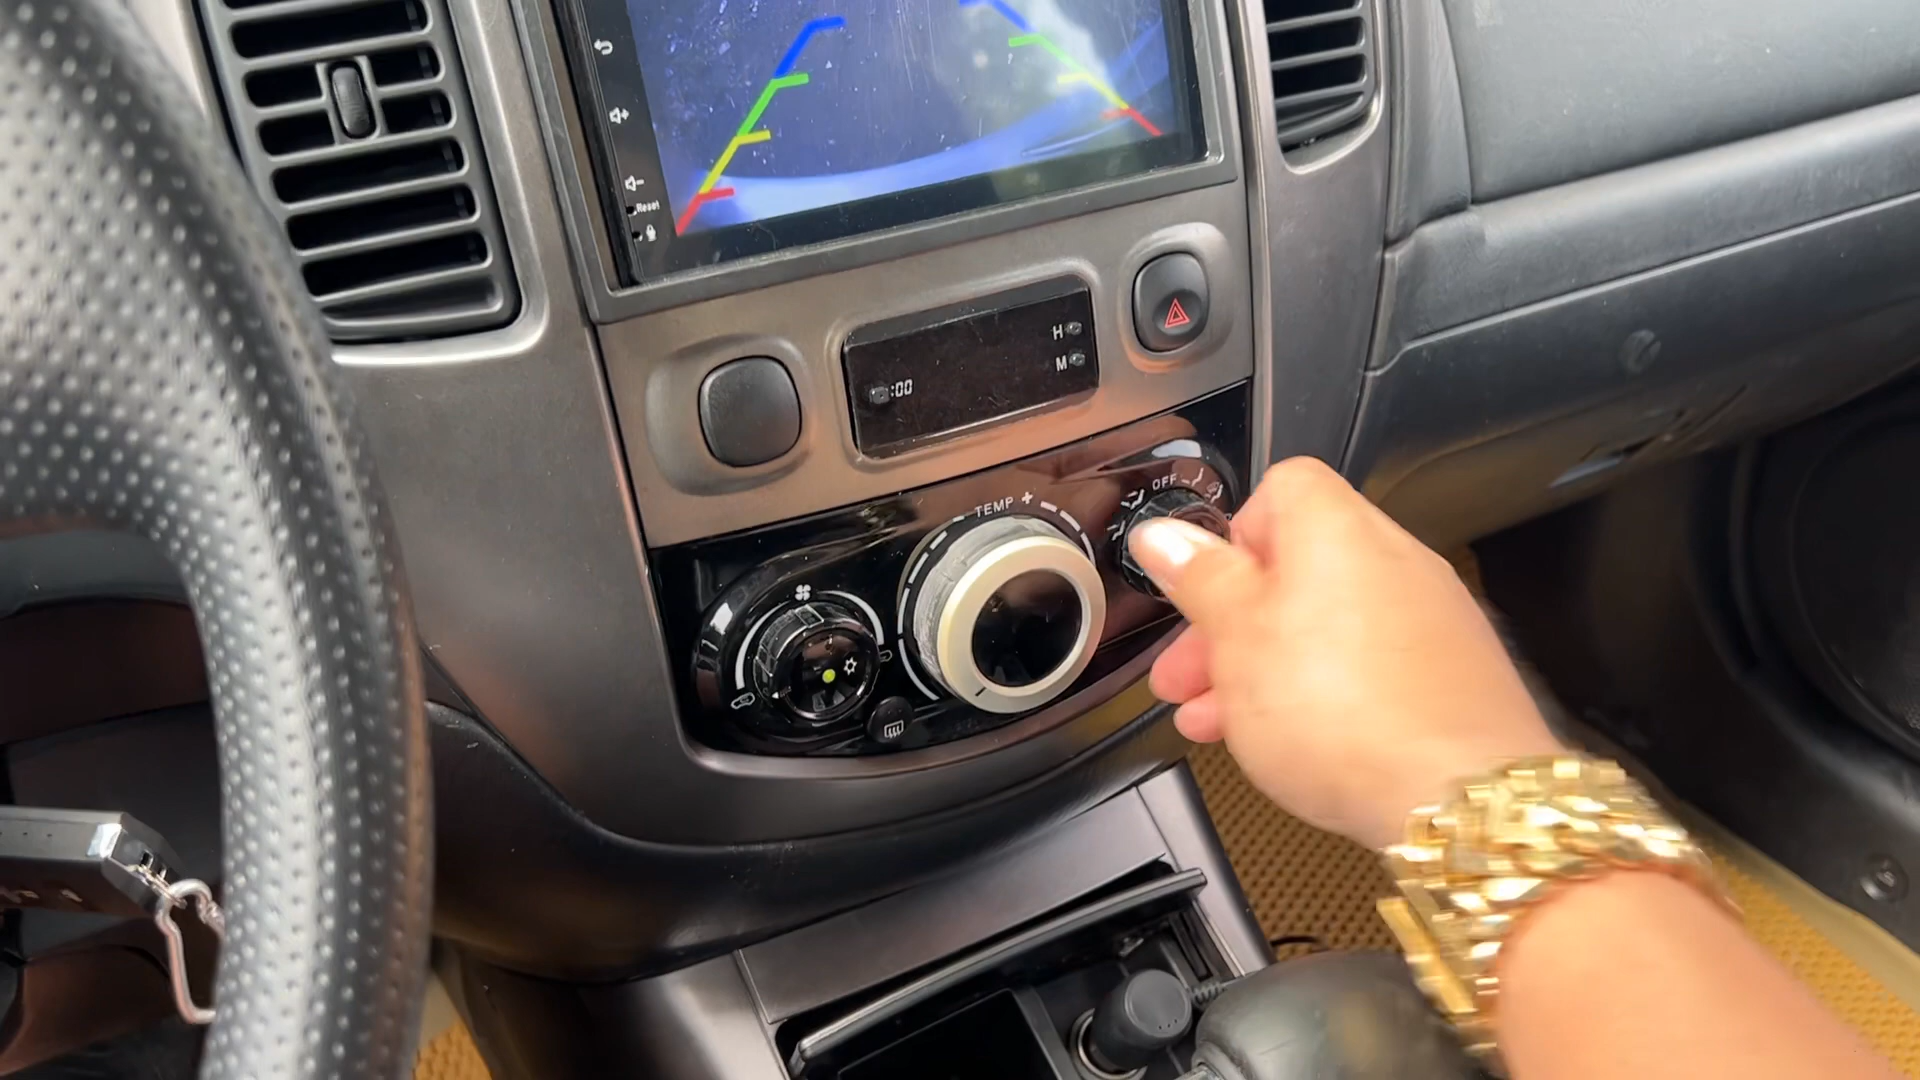 Reset
H
M
:00
OFF
TEMP +